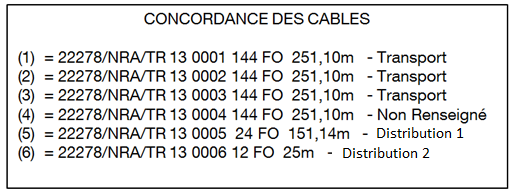 CONCORDANCE DES CABLES
(1) = 22278/NRA/TR 13 0001 144 FO 251,10m - Transport
(2) = 22278/NRA/TR 13 0002 144 FO 251,10m - Transport
(3) = 22278/NRA/TR 13 0003 144 FO 251,10m - Transport
(4) = 22278/NRA/TR 13 0004 144 FO 251,10m - Non Renseigné
(5) = 22278/NRA/TR 13 0005 24 FO 151,14m - Distribution 1
(6) = 22278/NRA/TR 13 0006 12 FO 25m - Distribution 2